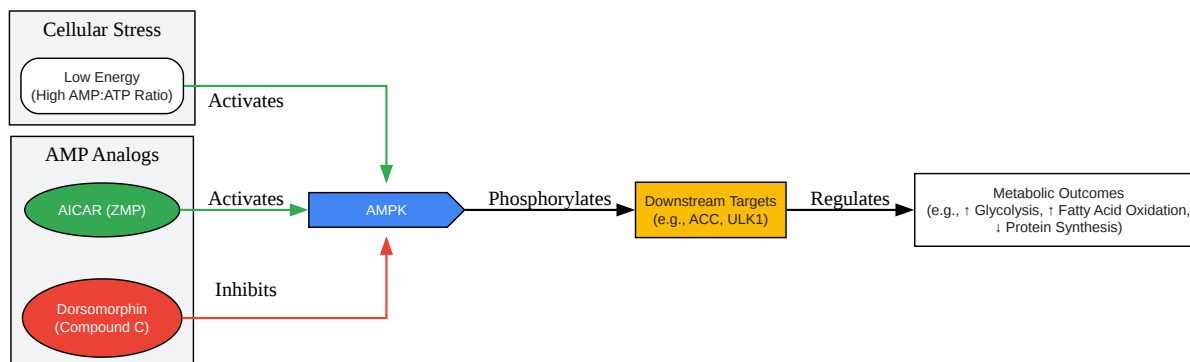 Cellular Stress
Low Energy
(High AMP:ATP Ratio)
Activates
AMP Analogs
AICAR (ZMP)
Activates
AMPK
Phosphorylates
Downstream Targets
(e.g., ACC, ULK1)
Regulates
Metabolic Outcomes
(e.g., ↑ Glycolysis, ↑ Fatty Acid Oxidation,
↓ Protein Synthesis)
Inhibits
Dorsomorphin
(Compound C)